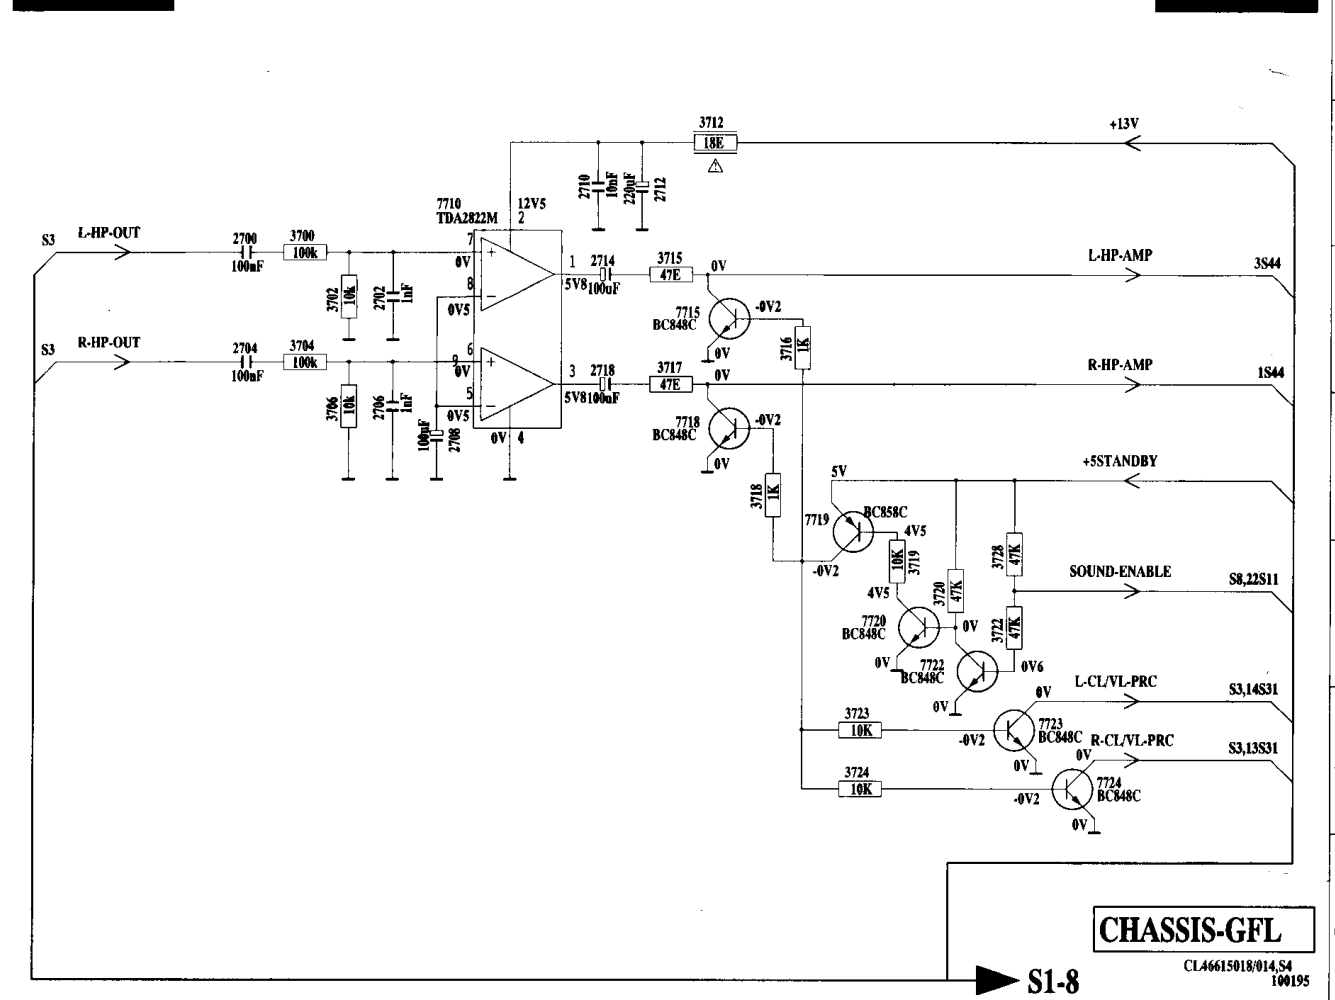 3712
18E
+13V
2710
10nF
220uF
2712
7710
TDA2822M
12V5
2
S3
L-HP-OUT
2700
100nF
3700
100k
3702
10k
2702
1nF
7
0V
8
0V5
1
5V8
2714
100uF
3715
47E
0V
L-HP-AMP
3S44
7715
BC848C
-0V2
0V
3716
1K
S3
R-HP-OUT
2704
100nF
3704
100k
3706
10k
2706
1nF
6
9
0V
5
0V5
100uF
2708
0V
4
3
5V8
2718
100uF
3717
47E
0V
R-HP-AMP
1S44
7718
BC848C
-0V2
0V
3718
1K
5V
+5STANDBY
7719
BC858C
4V5
-0V2
10K
3719
4V5
3720
47K
3728
47K
SOUND-ENABLE
S8,22S11
7720
BC848C
0V
0V
3722
47K
7722
BC848C
0V6
0V
L-CL/VL-PRC
S3,14S31
0V
3723
10K
-0V2
7723
BC848C
0V
R-CL/VL-PRC
S3,13S31
0V
3724
10K
-0V2
7724
BC848C
0V
CHASSIS-GFL
CL46615018/014,S4
100195
S1-8